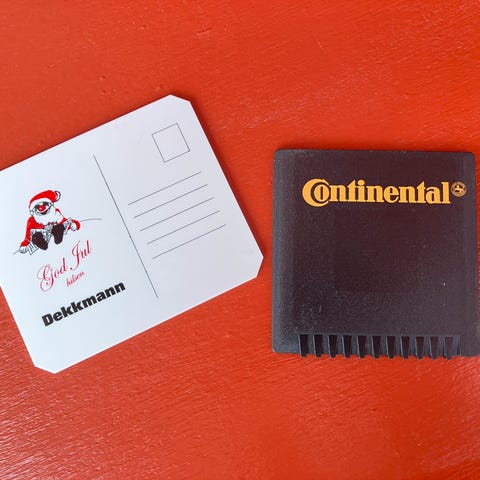 God Jul
hilsen
Dekkmann
Continental